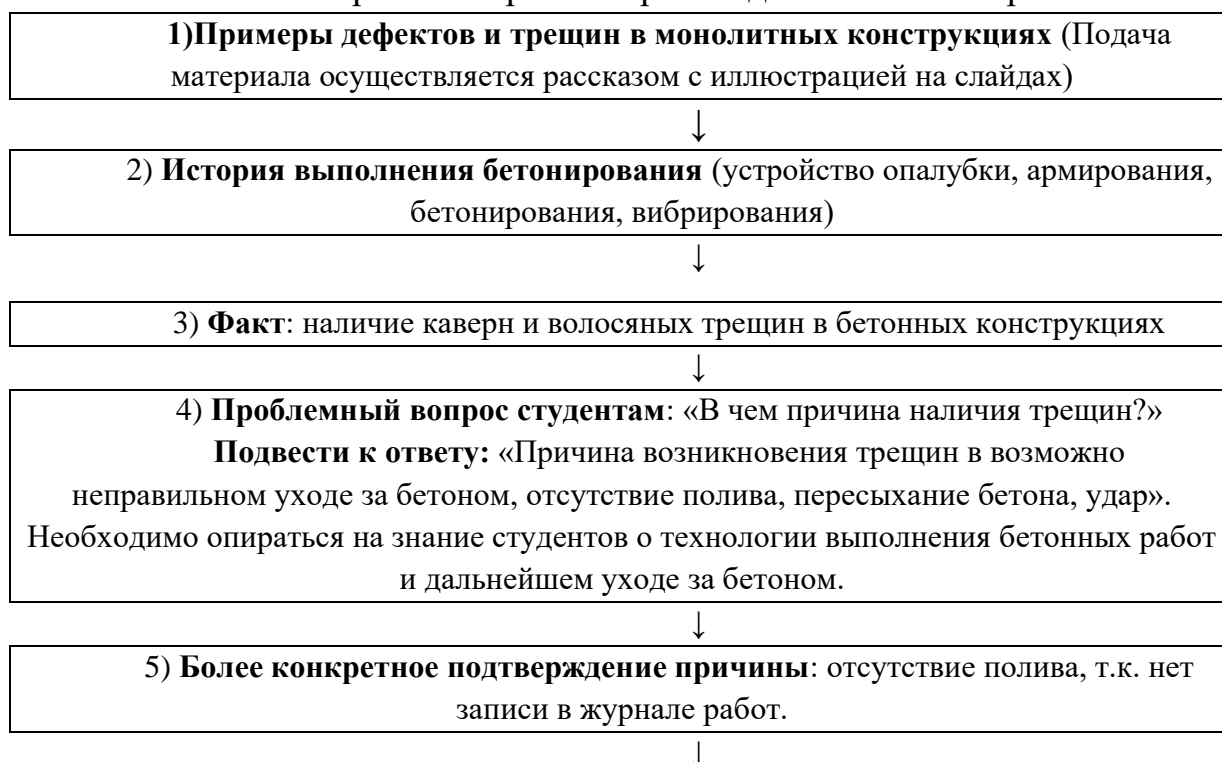 1)Примеры дефектов и трещин в монолитных конструкциях (Подача
материала осуществляется рассказом с иллюстрацией на слайдах)
↓
2) История выполнения бетонирования (устройство опалубки, армирования,
бетонирования, вибрирования)
↓
3) Факт: наличие каверн и волосяных трещин в бетонных конструкциях
↓
4) Проблемный вопрос студентам: «В чем причина наличия трещин?»
Подвести к ответу: «Причина возникновения трещин в возможно
неправильном уходе за бетоном, отсутствие полива, пересыхание бетона, удар».
Необходимо опираться на знание студентов о технологии выполнения бетонных работ
и дальнейшем уходе за бетоном.
↓
5) Более конкретное подтверждение причины: отсутствие полива, т.к. нет
записи в журнале работ.
↓